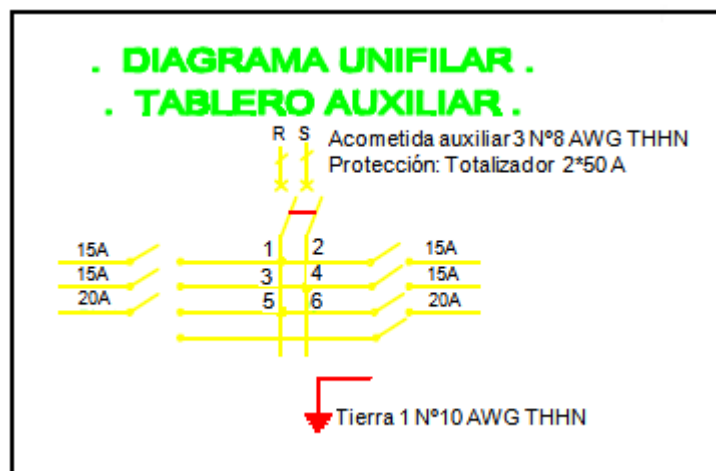 . DIAGRAMA UNIFILAR .
. TABLERO AUXILIAR .
R S
Acometida auxiliar 3 Nº8 AWG THHN
Protección: Totalizador 2*50 A
15A 1 2 15A
15A 3 4 15A
20A 5 6 20A
Tierra 1 Nº10 AWG THHN